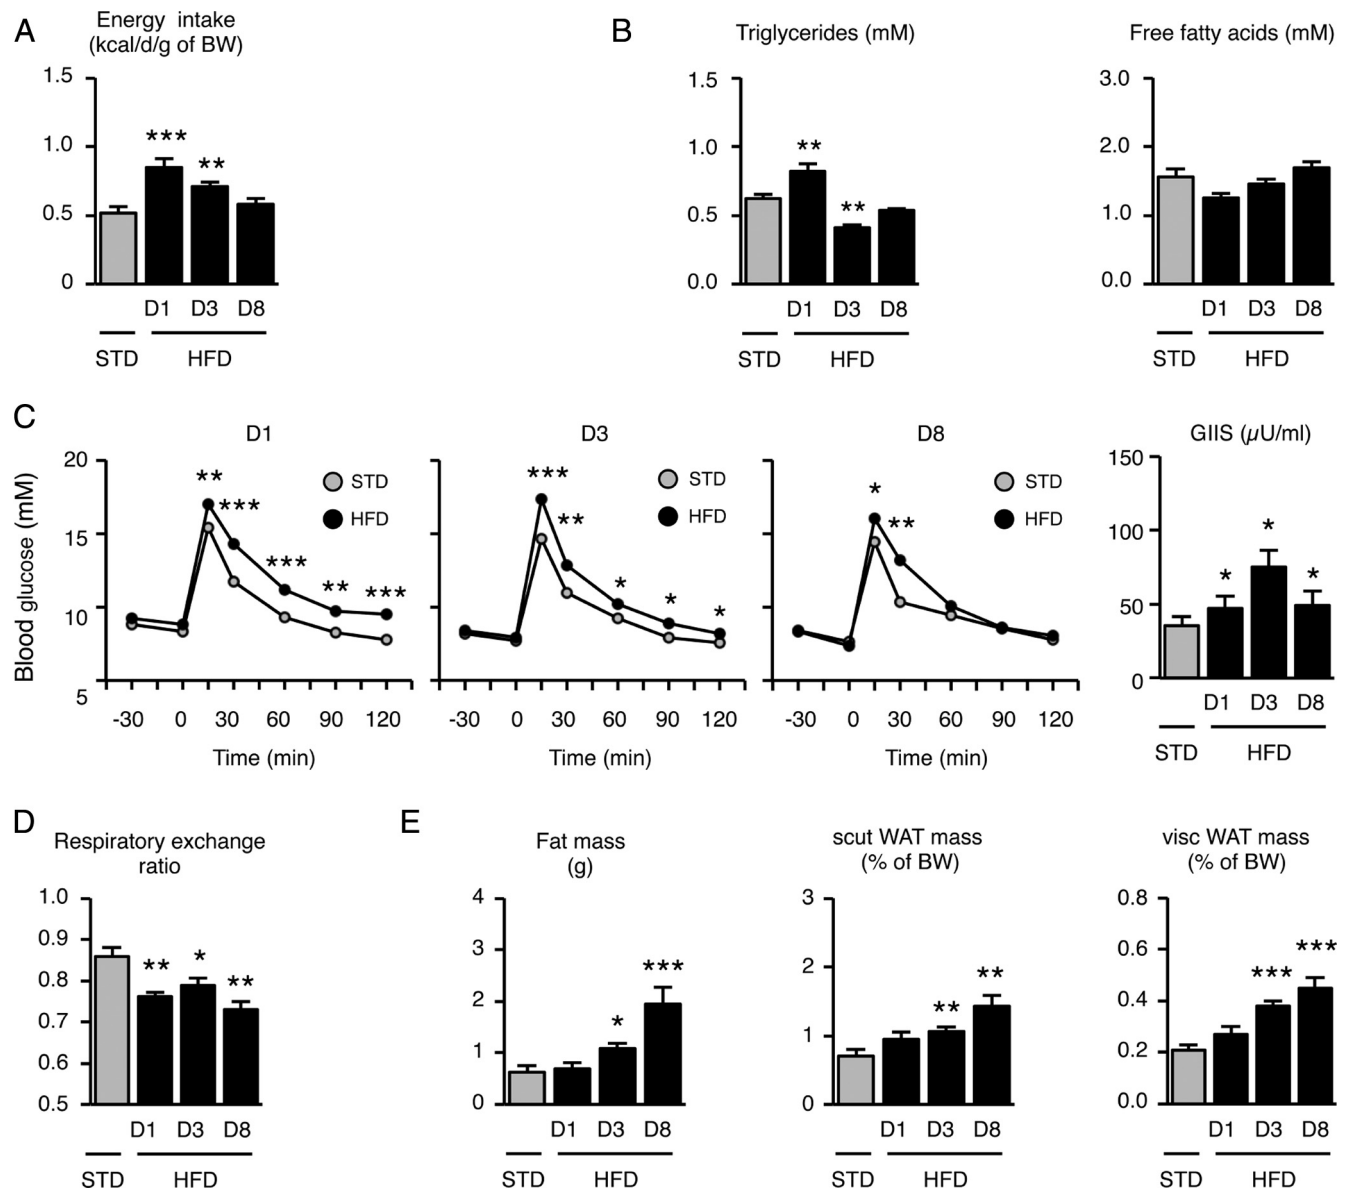 A
Energy intake
(kcal/d/g of BW)
1.5
1.0
0.5
0
***
**
D1 D3 D8
STD HFD
B
Triglycerides (mM)
1.5
1.0
0.5
0.0
**
**
D1 D3 D8
STD HFD
Free fatty acids (mM)
3.0
2.0
1.0
0.0
D1 D3 D8
STD HFD
C
Blood glucose (mM)
20
15
10
5
D1
STD
HFD
** *** *** ** ***
-30 0 30 60 90 120
Time (min)
D3
STD
HFD
*** ** * * *
-30 0 30 60 90 120
Time (min)
D8
STD
HFD
* **
-30 0 30 60 90 120
Time (min)
GIIS (µU/ml)
150
100
50
0
* * *
D1 D3 D8
STD HFD
D
Respiratory exchange
ratio
1.0
0.9
0.8
0.7
0.6
0.5
** * **
D1 D3 D8
STD HFD
E
Fat mass
(g)
4
3
2
1
0
* ***
D1 D3 D8
STD HFD
scut WAT mass
(% of BW)
3
2
1
0
** **
D1 D3 D8
STD HFD
visc WAT mass
(% of BW)
0.8
0.6
0.4
0.2
0.0
*** ***
D1 D3 D8
STD HFD